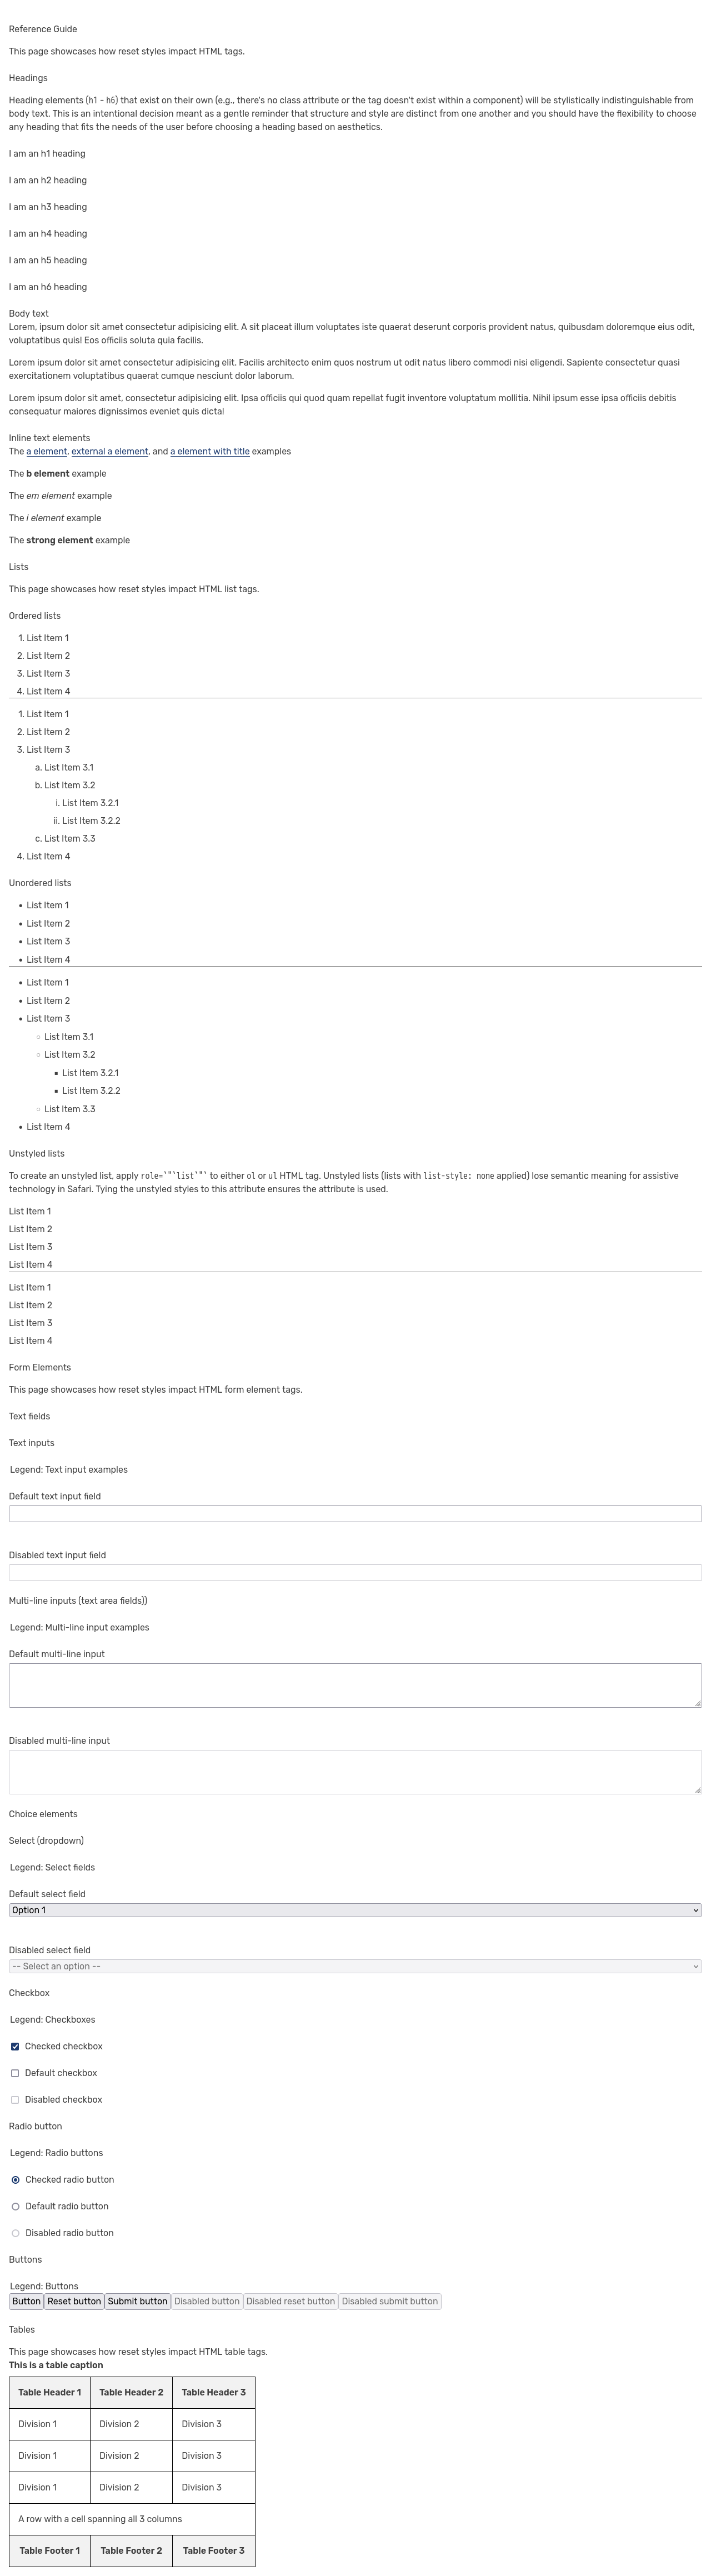 Reference Guide
This page showcases how reset styles impact HTML tags.
Headings
Heading elements (h1 - h6) that exist on their own (e.g., there's no class attribute or the tag doesn't exist within a component) will be stylistically indistinguishable from
body text. This is an intentional decision meant as a gentle reminder that structure and style are distinct from one another and you should have the flexibility to choose
any heading that fits the needs of the user before choosing a heading based on aesthetics.
I am an h1 heading
I am an h2 heading
I am an h3 heading
I am an h4 heading
I am an h5 heading
I am an h6 heading
Body text
Lorem, ipsum dolor sit amet consectetur adipisicing elit. A sit placeat illum voluptates iste quaerat deserunt corporis provident natus, quibusdam doloremque eius odit,
voluptatibus quis! Eos officiis soluta quia facilis.
Lorem ipsum dolor sit amet consectetur adipisicing elit. Facilis architecto enim quos nostrum ut odit natus libero commodi nisi eligendi. Sapiente consectetur quasi
exercitationem voluptatibus quaerat cumque nesciunt dolor laborum.
Lorem ipsum dolor sit amet, consectetur adipisicing elit. Ipsa officiis qui quod quam repellat fugit inventore voluptatum mollitia. Nihil ipsum esse ipsa officiis debitis
consequatur maiores dignissimos eveniet quis dicta!
Inline text elements
The a element, external a element, and a element with title examples
The b element example
The em element example
The i element example
The strong element example
Lists
This page showcases how reset styles impact HTML list tags.
Ordered lists
1. List Item 1
2. List Item 2
3. List Item 3
4. List Item 4
1. List Item 1
2. List Item 2
3. List Item 3
a. List Item 3.1
b. List Item 3.2
i. List Item 3.2.1
ii. List Item 3.2.2
c. List Item 3.3
4. List Item 4
Unordered lists
• List Item 1
• List Item 2
• List Item 3
• List Item 4
• List Item 1
• List Item 2
• List Item 3
○ List Item 3.1
○ List Item 3.2
▪ List Item 3.2.1
▪ List Item 3.2.2
○ List Item 3.3
• List Item 4
Unstyled lists
To create an unstyled list, apply role=`"`list`"` to either ol or ul HTML tag. Unstyled lists (lists with list-style: none applied) lose semantic meaning for assistive
technology in Safari. Tying the unstyled styles to this attribute ensures the attribute is used.
List Item 1
List Item 2
List Item 3
List Item 4
List Item 1
List Item 2
List Item 3
List Item 4
Form Elements
This page showcases how reset styles impact HTML form element tags.
Text fields
Text inputs
Legend: Text input examples
Default text input field
Disabled text input field
Multi-line inputs (text area fields))
Legend: Multi-line input examples
Default multi-line input
Disabled multi-line input
Choice elements
Select (dropdown)
Legend: Select fields
Default select field
Option 1
Disabled select field
-- Select an option --
Checkbox
Legend: Checkboxes
Checked checkbox
Default checkbox
Disabled checkbox
Radio button
Legend: Radio buttons
Checked radio button
Default radio button
Disabled radio button
Buttons
Legend: Buttons
Button Reset button Submit button Disabled button Disabled reset button Disabled submit button
Tables
This page showcases how reset styles impact HTML table tags.
This is a table caption
Table Header 1 Table Header 2 Table Header 3
Division 1 Division 2 Division 3
Division 1 Division 2 Division 3
Division 1 Division 2 Division 3
A row with a cell spanning all 3 columns
Table Footer 1 Table Footer 2 Table Footer 3